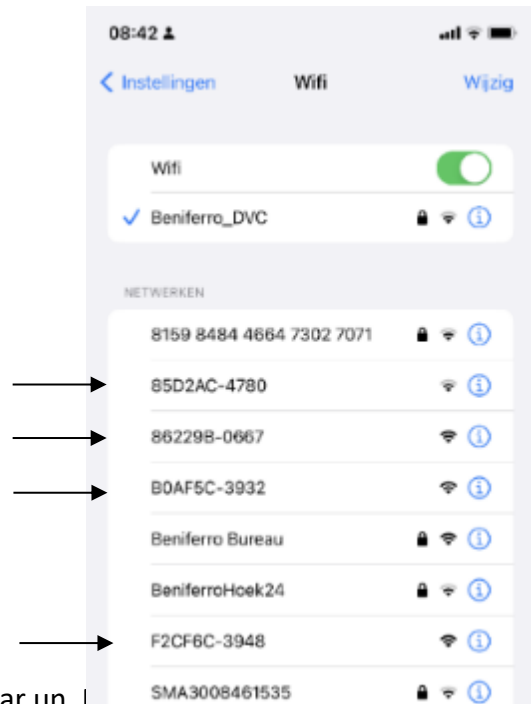 08:42
Instellingen Wifi Wijzig
Wifi
Beniferro_DVC
NETWERKEN
8159 8484 4664 7302 7071
85D2AC-4780
86229B-0667
B0AF5C-3932
Beniferro Bureau
BeniferroHoek24
F2CF6C-3948
SMA3008461535